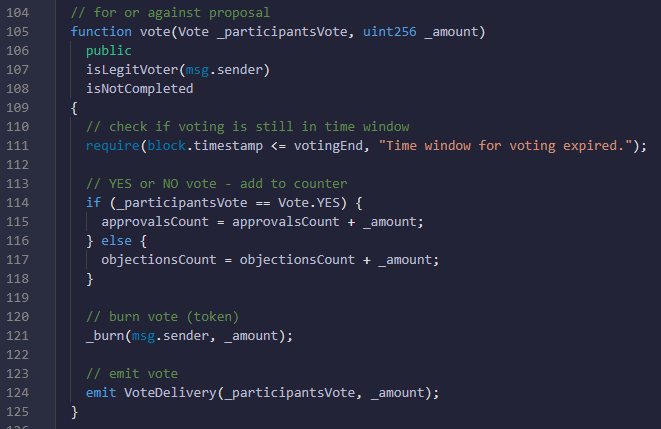 104 // for or against proposal
105 function vote(Vote _participantsVote, uint256 _amount)
106 public
107 isLegitVoter(msg.sender)
108 isNotCompleted
109 {
110 // check if voting is still in time window
111 require(block.timestamp <= votingEnd, "Time window for voting expired.");
112
113 // YES or NO vote - add to counter
114 if (_participantsVote == Vote.YES) {
115 approvalsCount = approvalsCount + _amount;
116 } else {
117 objectionsCount = objectionsCount + _amount;
118 }
119
120 // burn vote (token)
121 _burn(msg.sender, _amount);
122
123 // emit vote
124 emit VoteDelivery(_participantsVote, _amount);
125 }